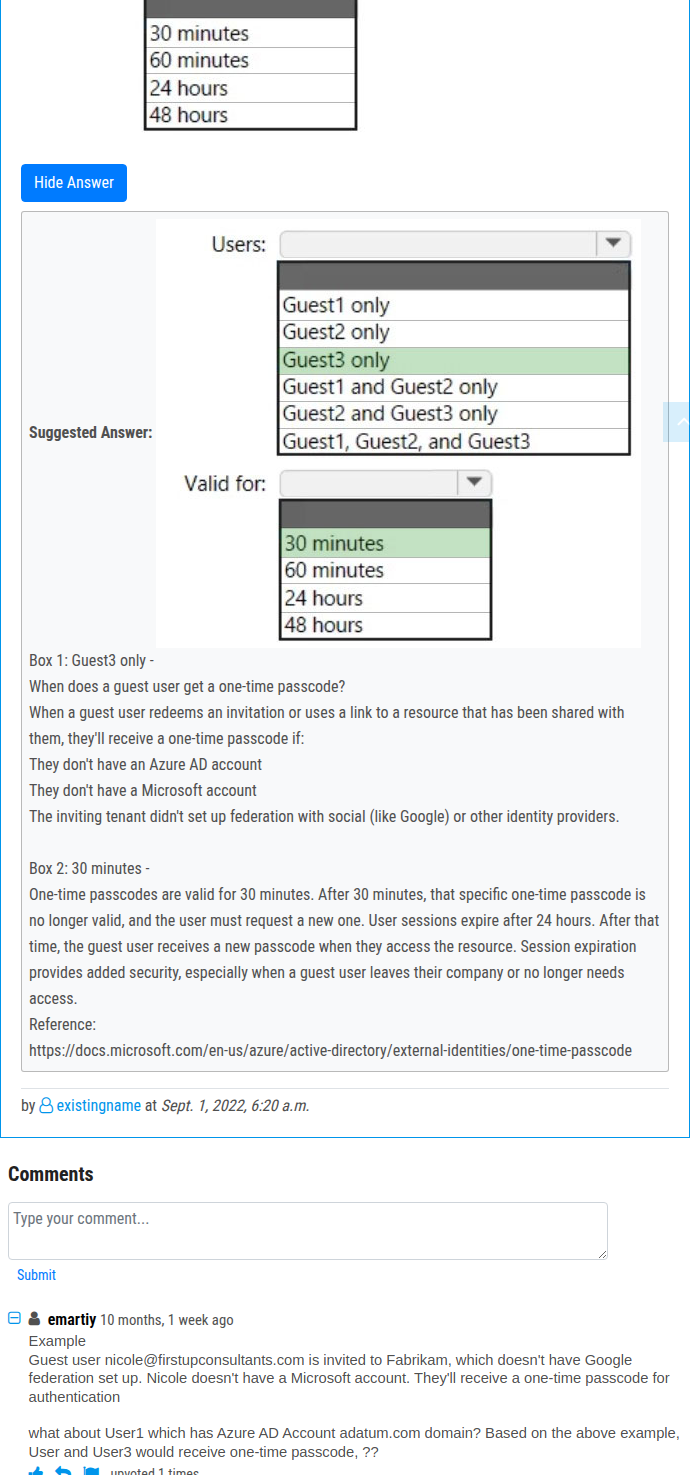 30 minutes
60 minutes
24 hours
48 hours
Hide Answer
Users:
Guest1 only
Guest2 only
Guest3 only
Guest1 and Guest2 only
Guest2 and Guest3 only
Guest1, Guest2, and Guest3
Suggested Answer:
Valid for:
30 minutes
60 minutes
24 hours
48 hours
Box 1: Guest3 only -
When does a guest user get a one-time passcode?
When a guest user redeems an invitation or uses a link to a resource that has been shared with
them, they'll receive a one-time passcode if:
They don't have an Azure AD account
They don't have a Microsoft account
The inviting tenant didn't set up federation with social (like Google) or other identity providers.
Box 2: 30 minutes -
One-time passcodes are valid for 30 minutes. After 30 minutes, that specific one-time passcode is
no longer valid, and the user must request a new one. User sessions expire after 24 hours. After that
time, the guest user receives a new passcode when they access the resource. Session expiration
provides added security, especially when a guest user leaves their company or no longer needs
access.
Reference:
https://docs.microsoft.com/en-us/azure/active-directory/external-identities/one-time-passcode
by existingname at Sept. 1, 2022, 6:20 a.m.
Comments
Type your comment...
Submit
emartiy 10 months, 1 week ago
Example
Guest user nicole@firstupconsultants.com is invited to Fabrikam, which doesn't have Google
federation set up. Nicole doesn't have a Microsoft account. They'll receive a one-time passcode for
authentication
what about User1 which has Azure AD Account adatum.com domain? Based on the above example,
User and User3 would receive one-time passcode, ??
upvoted 1 times